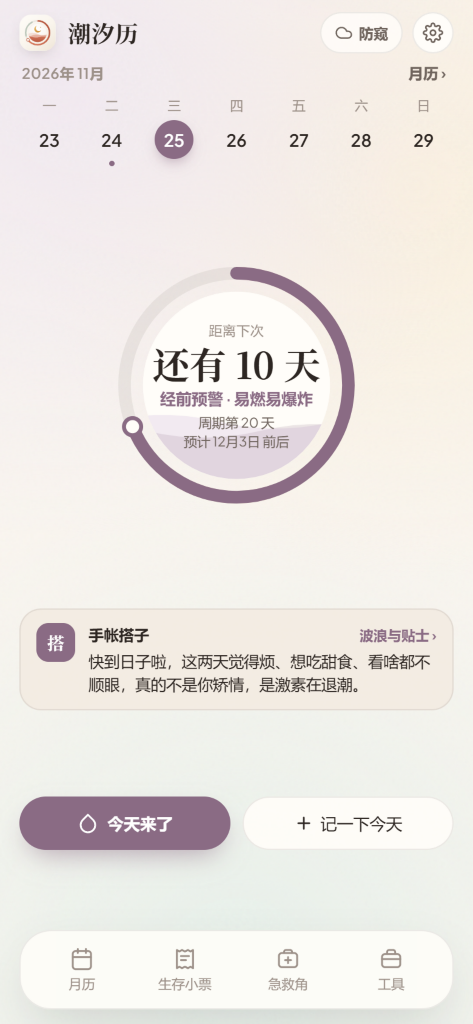 潮汐历
防窥
2026年11月
月历 ›
一 二 三 四 五 六 日
23 24 25 26 27 28 29
距离下次
还有 10 天
经前预警 · 易燃易爆炸
周期第 20 天
预计 12月3日 前后
搭
手帐搭子
波浪与贴士 ›
快到日子啦，这两天觉得烦、想吃甜食、看啥都不
顺眼，真的不是你矫情，是激素在退潮。
今天来了
记一下今天
月历
生存小票
急救角
工具